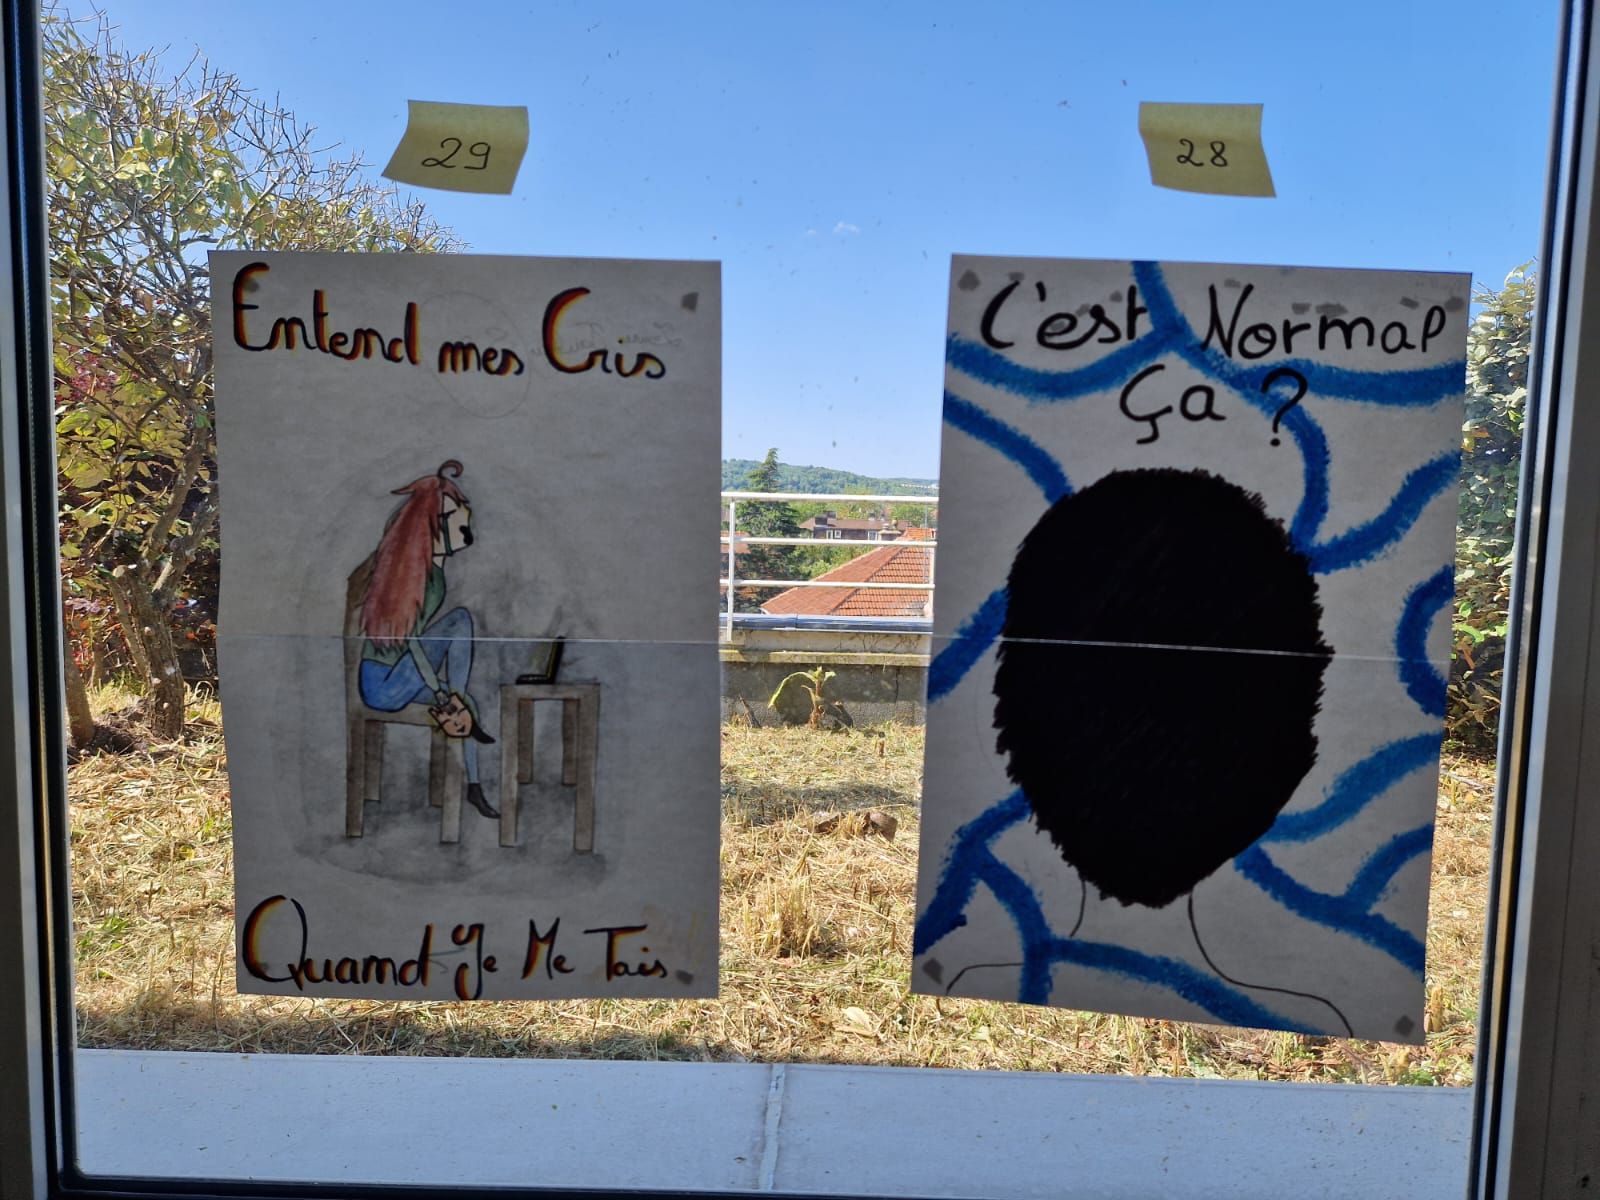 29
Entend mes Cris
Quand Je Me Tais
28
C'est Normal
Ça ?